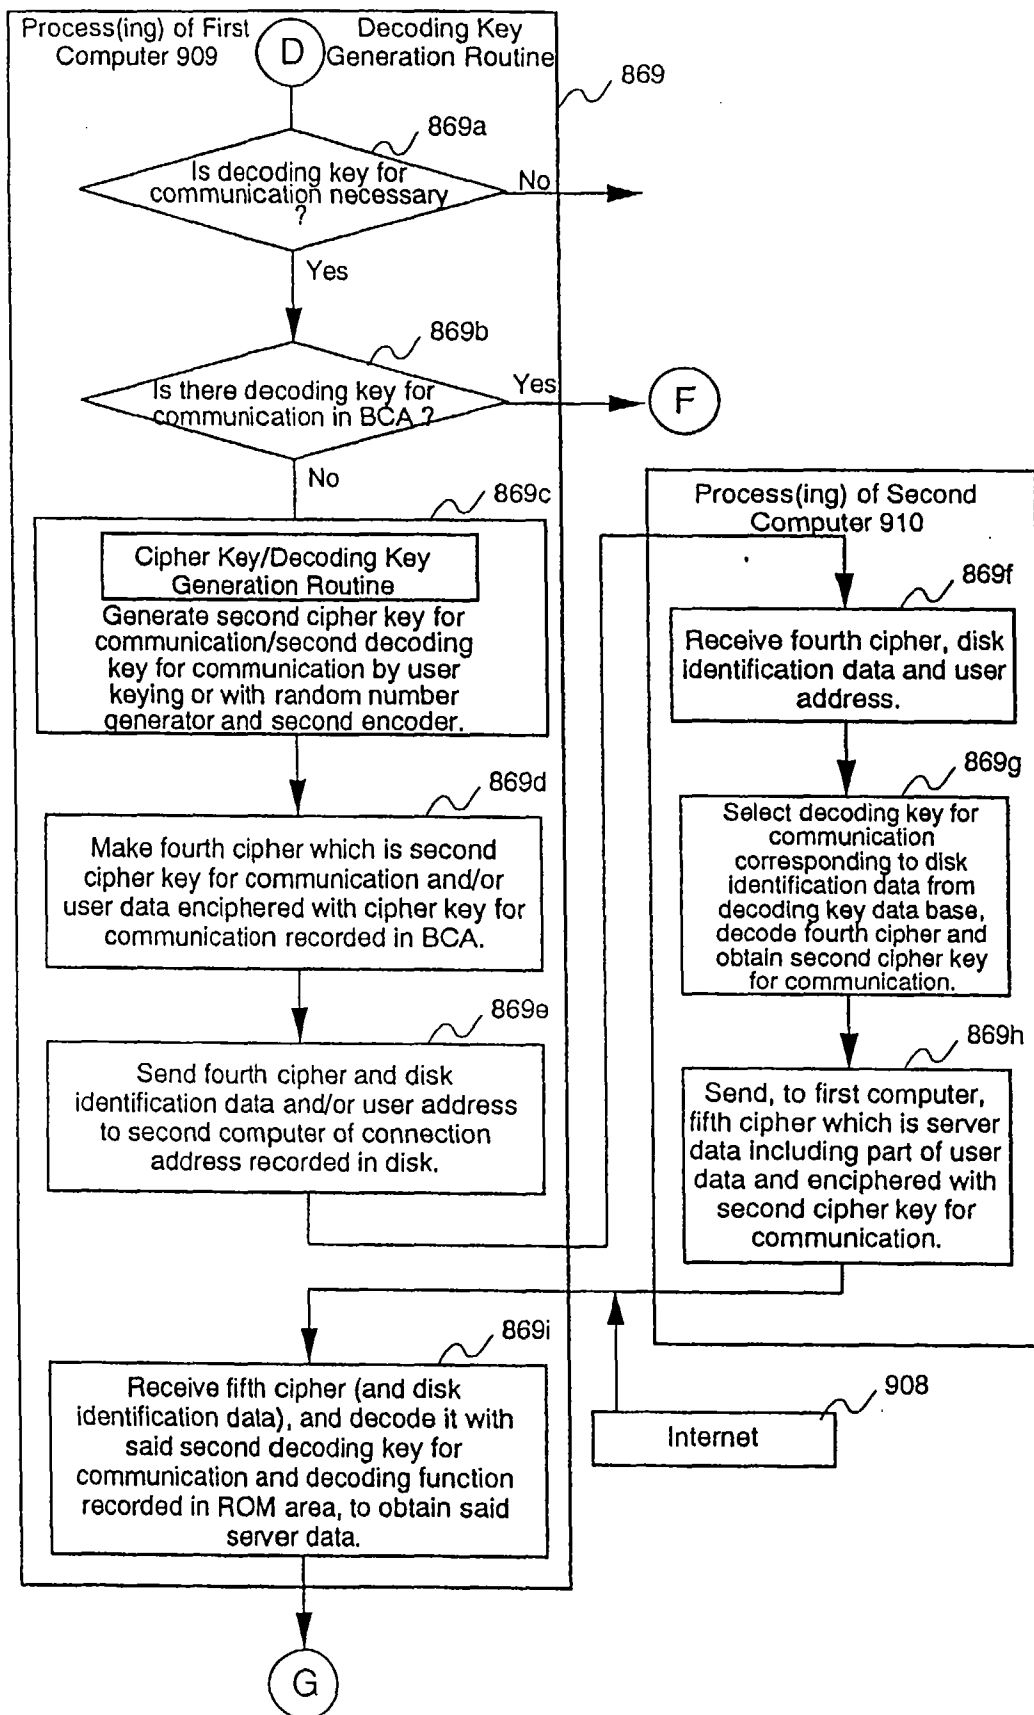 Process(ing) of First
Computer 909
Decoding Key
Generation Routine
D
869
869a
Is decoding key for
communication necessary
?
No
Yes
869b
Is there decoding key for
communication in BCA ?
Yes
F
No
869c
Cipher Key/Decoding Key
Generation Routine
Generate second cipher key for
communication/second decoding
key for communication by user
keying or with random number
generator and second encoder.
869d
Make fourth cipher which is second
cipher key for communication and/or
user data enciphered with cipher key for
communication recorded in BCA.
869e
Send fourth cipher and disk
identification data and/or user address
to second computer of connection
address recorded in disk.
Process(ing) of Second
Computer 910
869f
Receive fourth cipher, disk
identification data and user
address.
869g
Select decoding key for
communication
corresponding to disk
identification data from
decoding key data base,
decode fourth cipher and
obtain second cipher key
for communication.
869h
Send, to first computer,
fifth cipher which is server
data including part of user
data and enciphered with
second cipher key for
communication.
869i
Receive fifth cipher (and disk
identification data), and decode it with
said second decoding key for
communication and decoding function
recorded in ROM area, to obtain said
server data.
908
Internet
G